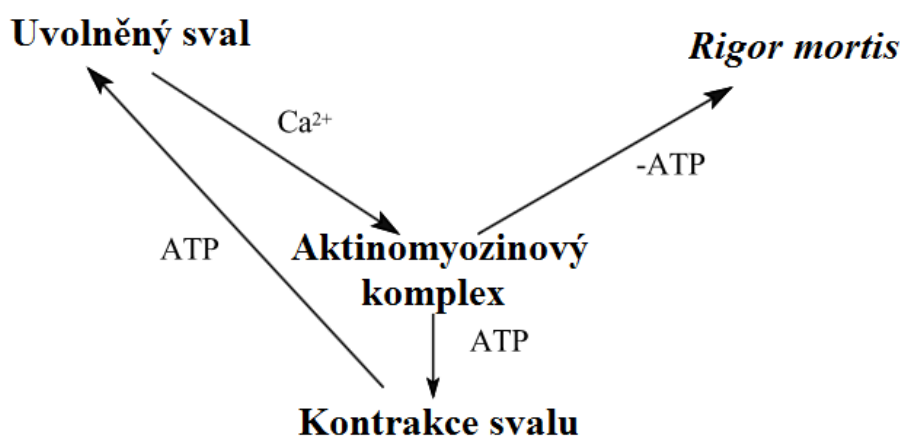 Uvolněný sval
Rigor mortis
Ca²⁺
-ATP
ATP
Aktinomyozinový
komplex
ATP
Kontrakce svalu